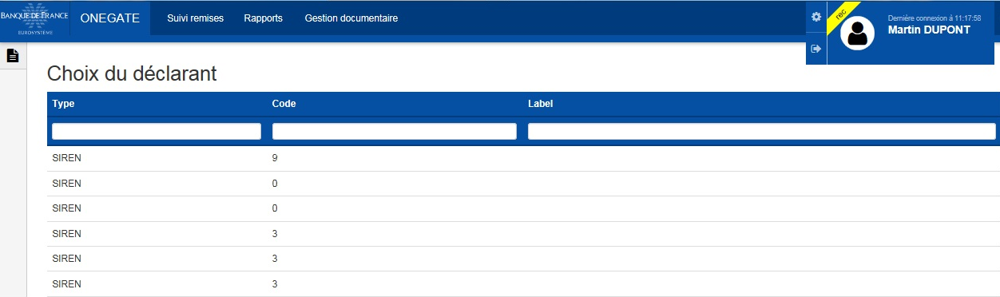 BANQUE DE FRANCE
EUROSYSTÈME
ONEGATE
Suivi remises
Rapports
Gestion documentaire
rec
Dernière connexion à 11:17:58
Martin DUPONT
Choix du déclarant
Type Code Label
SIREN 9
SIREN 0
SIREN 0
SIREN 3
SIREN 3
SIREN 3